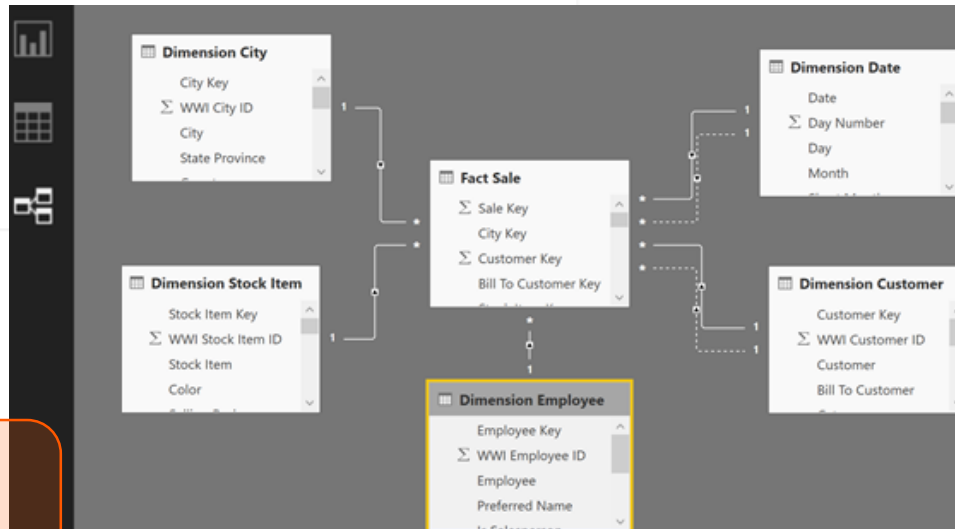 Dimension City
City Key
Σ WWI City ID
City
State Province
1
Dimension Date
Date
Σ Day Number
Day
Month
1
1
Fact Sale
Σ Sale Key
City Key
Σ Customer Key
Bill To Customer Key
*
*
*
*
*
*
*
1
Dimension Stock Item
Stock Item Key
Σ WWI Stock Item ID
Stock Item
Color
1
Dimension Customer
Customer Key
Σ WWI Customer ID
Customer
Bill To Customer
1
1
Dimension Employee
Employee Key
Σ WWI Employee ID
Employee
Preferred Name